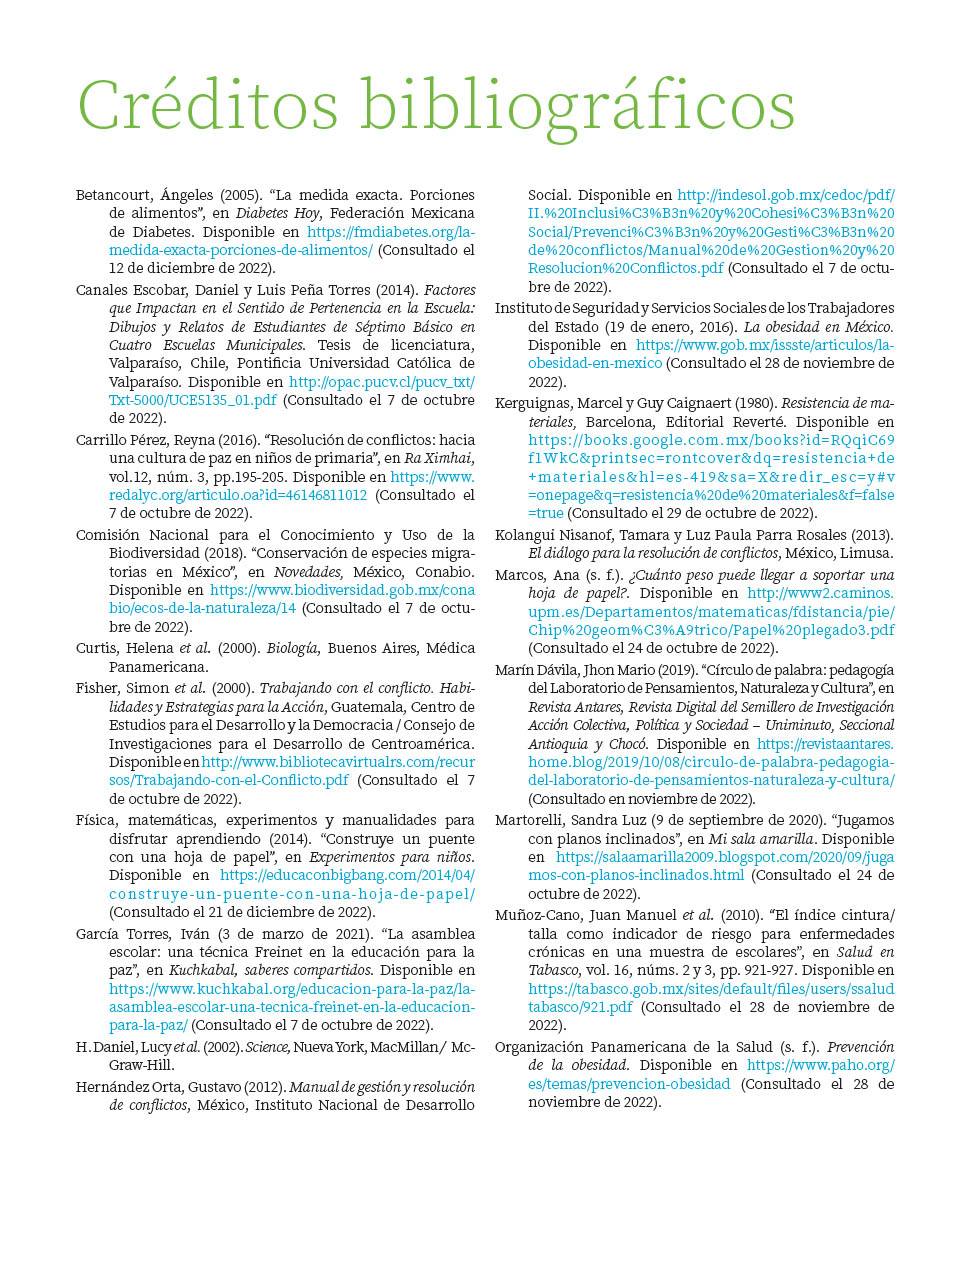 Créditos bibliográficos
Betancourt, Ángeles (2005). “La medida exacta. Porciones
de alimentos”, en Diabetes Hoy, Federación Mexicana
de Diabetes. Disponible en https://fmdiabetes.org/la-
medida-exacta-porciones-de-alimentos/ (Consultado el
12 de diciembre de 2022).
Canales Escobar, Daniel y Luis Peña Torres (2014). Factores
que Impactan en el Sentido de Pertenencia en la Escuela:
Dibujos y Relatos de Estudiantes de Séptimo Básico en
Cuatro Escuelas Municipales. Tesis de licenciatura,
Valparaíso, Chile, Pontificia Universidad Católica de
Valparaíso. Disponible en http://opac.pucv.cl/pucv_txt/
Txt-5000/UCE5135_01.pdf (Consultado el 7 de octubre
de 2022).
Carrillo Pérez, Reyna (2016). “Resolución de conflictos: hacia
una cultura de paz en niños de primaria”, en Ra Ximhai,
vol.12, núm. 3, pp.195-205. Disponible en https://www.
redalyc.org/articulo.oa?id=46146811012 (Consultado el
7 de octubre de 2022).
Comisión Nacional para el Conocimiento y Uso de la
Biodiversidad (2018). “Conservación de especies migra-
torias en México”, en Novedades, México, Conabio.
Disponible en https://www.biodiversidad.gob.mx/cona
bio/ecos-de-la-naturaleza/14 (Consultado el 7 de octu-
bre de 2022).
Curtis, Helena et al. (2000). Biología, Buenos Aires, Médica
Panamericana.
Fisher, Simon et al. (2000). Trabajando con el conflicto. Habi-
lidades y Estrategias para la Acción, Guatemala, Centro de
Estudios para el Desarrollo y la Democracia / Consejo de
Investigaciones para el Desarrollo de Centroamérica.
Disponible en http://www.bibliotecavirtualrs.com/recur
sos/Trabajando-con-el-Conflicto.pdf (Consultado el 7
de octubre de 2022).
Física, matemáticas, experimentos y manualidades para
disfrutar aprendiendo (2014). “Construye un puente
con una hoja de papel”, en Experimentos para niños.
Disponible en https://educaconbigbang.com/2014/04/
construye-un-puente-con-una-hoja-de-papel/
(Consultado el 21 de diciembre de 2022).
García Torres, Iván (3 de marzo de 2021). “La asamblea
escolar: una técnica Freinet en la educación para la
paz”, en Kuchkabal, saberes compartidos. Disponible en
https://www.kuchkabal.org/educacion-para-la-paz/la-
asamblea-escolar-una-tecnica-freinet-en-la-educacion-
para-la-paz/ (Consultado el 7 de octubre de 2022).
H. Daniel, Lucy et al. (2002). Science, Nueva York, MacMillan/ Mc-
Graw-Hill.
Hernández Orta, Gustavo (2012). Manual de gestión y resolución
de conflictos, México, Instituto Nacional de Desarrollo
Social. Disponible en http://indesol.gob.mx/cedoc/pdf/
II.%20Inclusi%C3%B3n%20y%20Cohesi%C3%B3n%20
Social/Prevenci%C3%B3n%20y%20Gesti%C3%B3n%20
de%20conflictos/Manual%20de%20Gestion%20y%20
Resolucion%20Conflictos.pdf (Consultado el 7 de octu-
bre de 2022).
Instituto de Seguridad y Servicios Sociales de los Trabajadores
del Estado (19 de enero, 2016). La obesidad en México.
Disponible en https://www.gob.mx/issste/articulos/la-
obesidad-en-mexico (Consultado el 28 de noviembre de
2022).
Kerguignas, Marcel y Guy Caignaert (1980). Resistencia de ma-
teriales, Barcelona, Editorial Reverté. Disponible en
https://books.google.com.mx/books?id=RQqiC69
f1WkC&printsec=rontcover&dq=resistencia+de
+materiales&hl=es-419&sa=X&redir_esc=y#v
=onepage&q=resistencia%20de%20materiales&f=false
=true (Consultado el 29 de octubre de 2022).
Kolangui Nisanof, Tamara y Luz Paula Parra Rosales (2013).
El diálogo para la resolución de conflictos, México, Limusa.
Marcos, Ana (s. f.). ¿Cuánto peso puede llegar a soportar una
hoja de papel?. Disponible en http://www2.caminos.
upm.es/Departamentos/matematicas/fdistancia/pie/
Chip%20geom%C3%A9trico/Papel%20plegado3.pdf
(Consultado el 24 de octubre de 2022).
Marín Dávila, Jhon Mario (2019). “Círculo de palabra: pedagogía
del Laboratorio de Pensamientos, Naturaleza y Cultura”, en
Revista Antares, Revista Digital del Semillero de Investigación
Acción Colectiva, Política y Sociedad – Uniminuto, Seccional
Antioquia y Chocó. Disponible en https://revistaantares.
home.blog/2019/10/08/circulo-de-palabra-pedagogia-
del-laboratorio-de-pensamientos-naturaleza-y-cultura/
(Consultado en noviembre de 2022).
Martorelli, Sandra Luz (9 de septiembre de 2020). “Jugamos
con planos inclinados”, en Mi sala amarilla. Disponible
en https://salaamarilla2009.blogspot.com/2020/09/juga
mos-con-planos-inclinados.html (Consultado el 24 de
octubre de 2022).
Muñoz-Cano, Juan Manuel et al. (2010). “El índice cintura/
talla como indicador de riesgo para enfermedades
crónicas en una muestra de escolares”, en Salud en
Tabasco, vol. 16, núms. 2 y 3, pp. 921-927. Disponible en
https://tabasco.gob.mx/sites/default/files/users/ssalud
tabasco/921.pdf (Consultado el 28 de noviembre de
2022).
Organización Panamericana de la Salud (s. f.). Prevención
de la obesidad. Disponible en https://www.paho.org/
es/temas/prevencion-obesidad (Consultado el 28 de
noviembre de 2022).